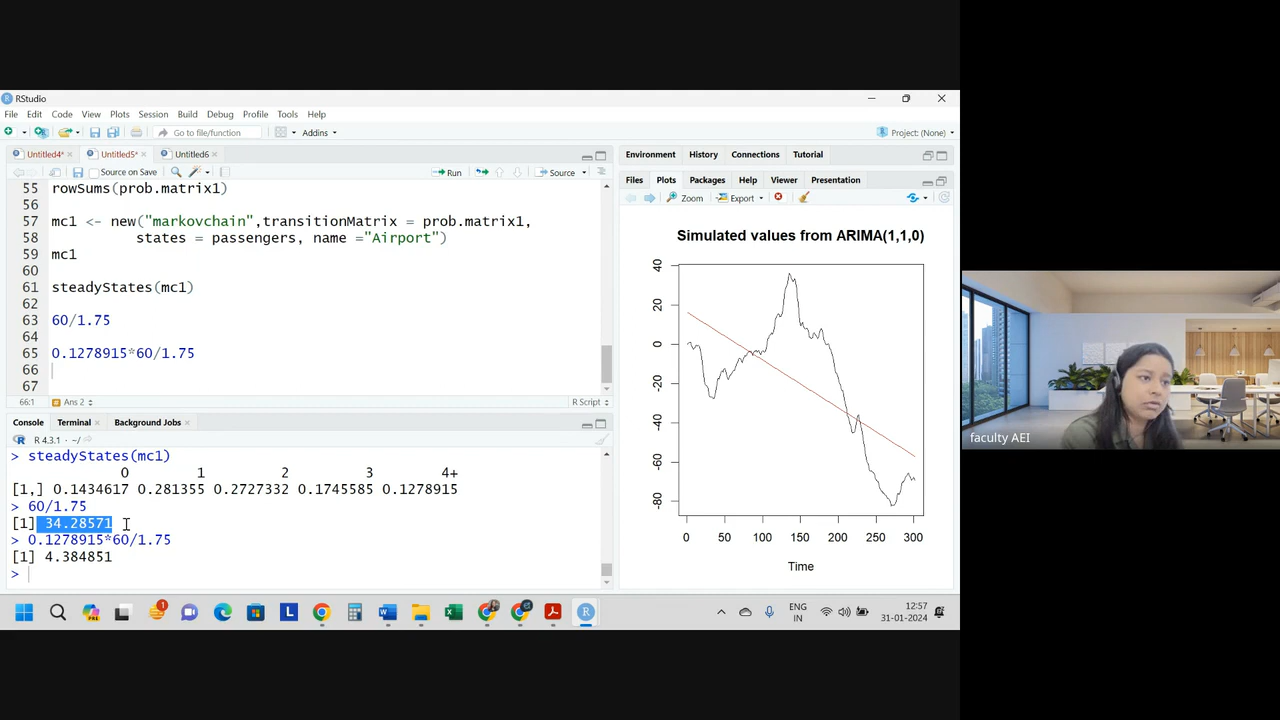 RStudio
File Edit Code View Plots Session Build Debug Profile Tools Help
Go to file/function Addins Project: (None)
Untitled4* Untitled5* Untitled6
Source on Save Run Source
55 rowSums(prob.matrix1)
56
57 mc1 <- new("markovchain",transitionMatrix = prob.matrix1,
58 states = passengers, name ="Airport")
59 mc1
60
61 steadyStates(mc1)
62
63 60/1.75
64
65 0.1278915*60/1.75
66
67
66:1 Ans 2 R Script
Console Terminal Background Jobs
R 4.3.1 · ~/
> steadyStates(mc1)
0 1 2 3 4+
[1,] 0.1434617 0.281355 0.2727332 0.1745585 0.1278915
> 60/1.75
[1] 34.28571
> 0.1278915*60/1.75
[1] 4.384851
>
Environment History Connections Tutorial
Files Plots Packages Help Viewer Presentation
Zoom Export
Simulated values from ARIMA(1,1,0)
40
20
0
-20
-40
-60
-80
0 50 100 150 200 250 300
Time
faculty AEI
ENG
IN
12:57
31-01-2024